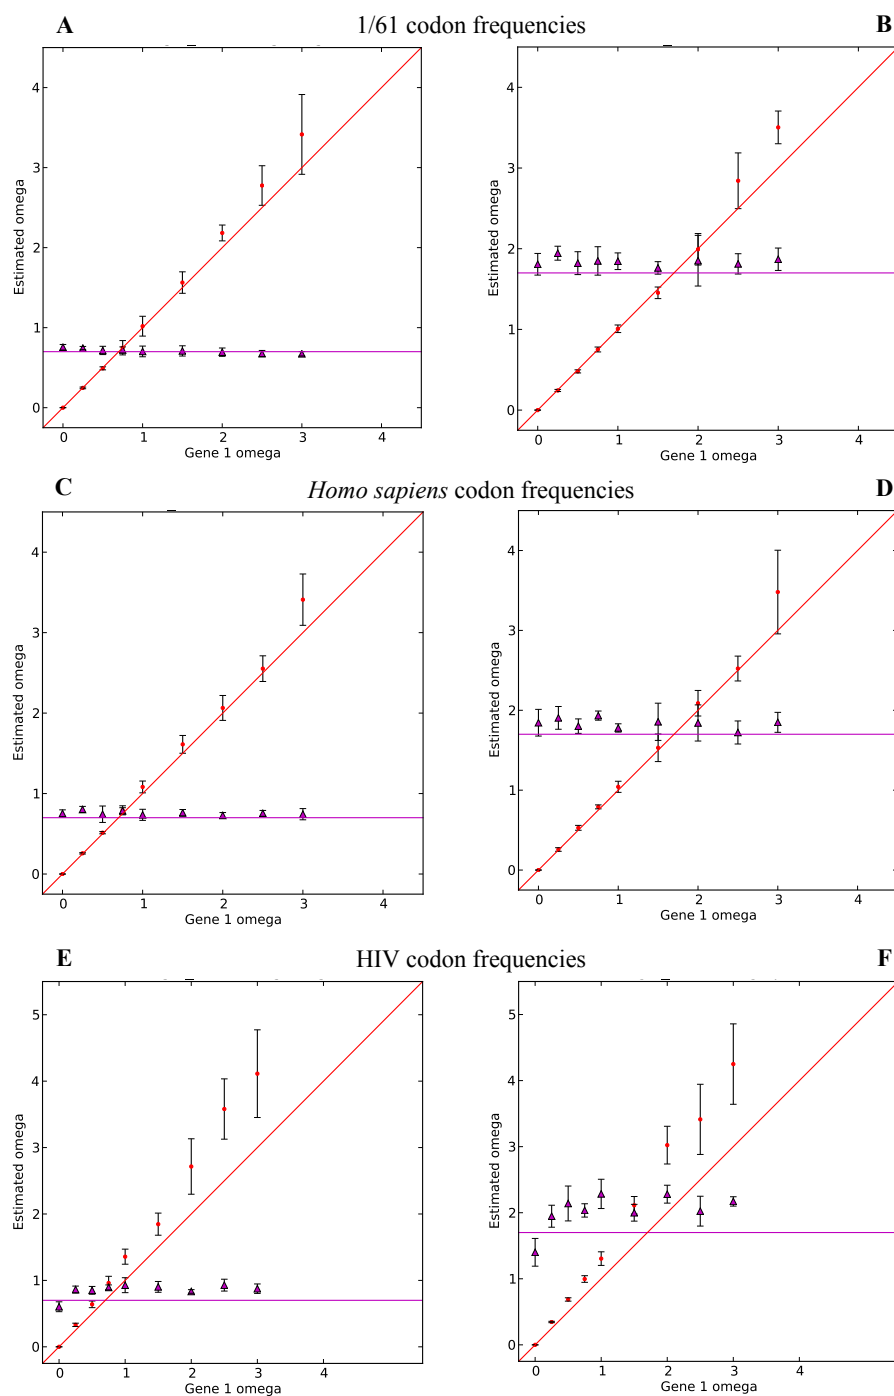 A 1/61 codon frequencies B
4
3
2
1
0
Estimated omega
0 1 2 3 4
Gene 1 omega
4
3
2
1
0
Estimated omega
0 1 2 3 4
Gene 1 omega
C Homo sapiens codon frequencies D
4
3
2
1
0
Estimated omega
0 1 2 3 4
Gene 1 omega
4
3
2
1
0
Estimated omega
0 1 2 3 4
Gene 1 omega
E HIV codon frequencies F
5
4
3
2
1
0
Estimated omega
0 1 2 3 4
Gene 1 omega
5
4
3
2
1
0
Estimated omega
0 1 2 3 4
Gene 1 omega